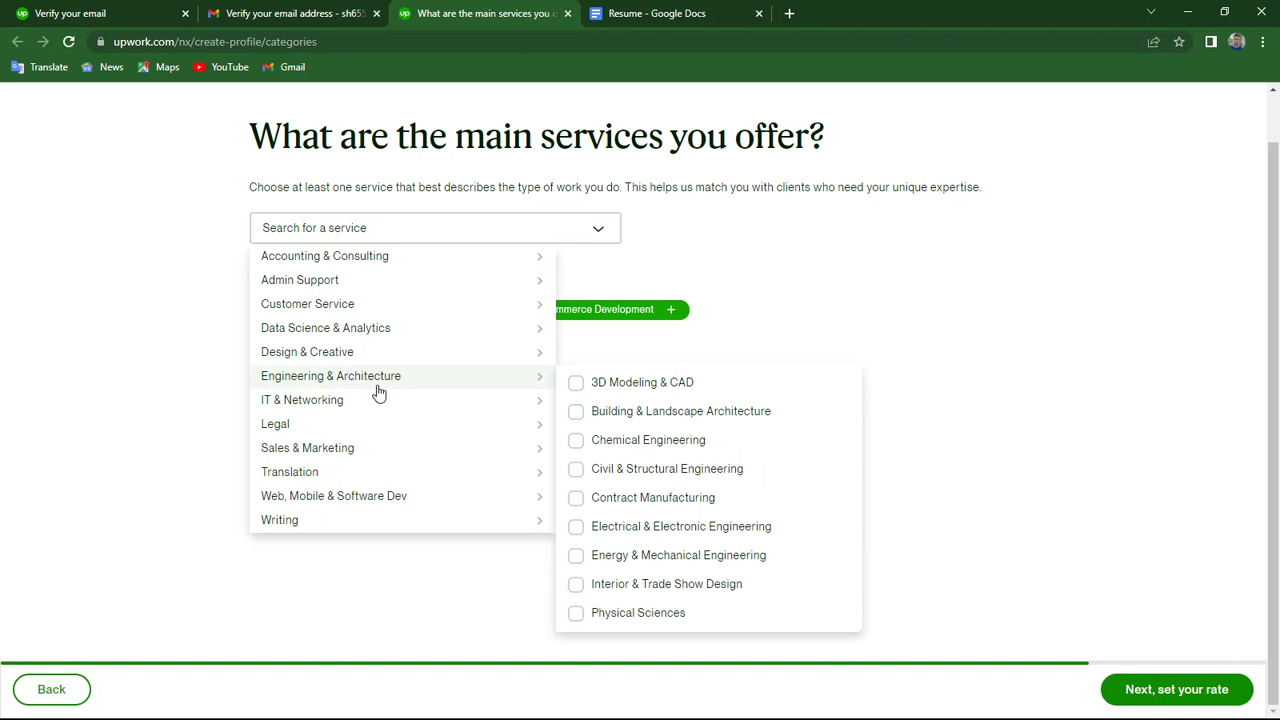 up Verify your email
Verify your email address - sh655
up What are the main services you o
Resume - Google Docs
upwork.com/nx/create-profile/categories
Translate
News
Maps
YouTube
Gmail
What are the main services you offer?
Choose at least one service that best describes the type of work you do. This helps us match you with clients who need your unique expertise.
Search for a service
Accounting & Consulting
Admin Support
Customer Service
Data Science & Analytics
Design & Creative
Engineering & Architecture
IT & Networking
Legal
Sales & Marketing
Translation
Web, Mobile & Software Dev
Writing
mmerce Development +
3D Modeling & CAD
Building & Landscape Architecture
Chemical Engineering
Civil & Structural Engineering
Contract Manufacturing
Electrical & Electronic Engineering
Energy & Mechanical Engineering
Interior & Trade Show Design
Physical Sciences
Back
Next, set your rate